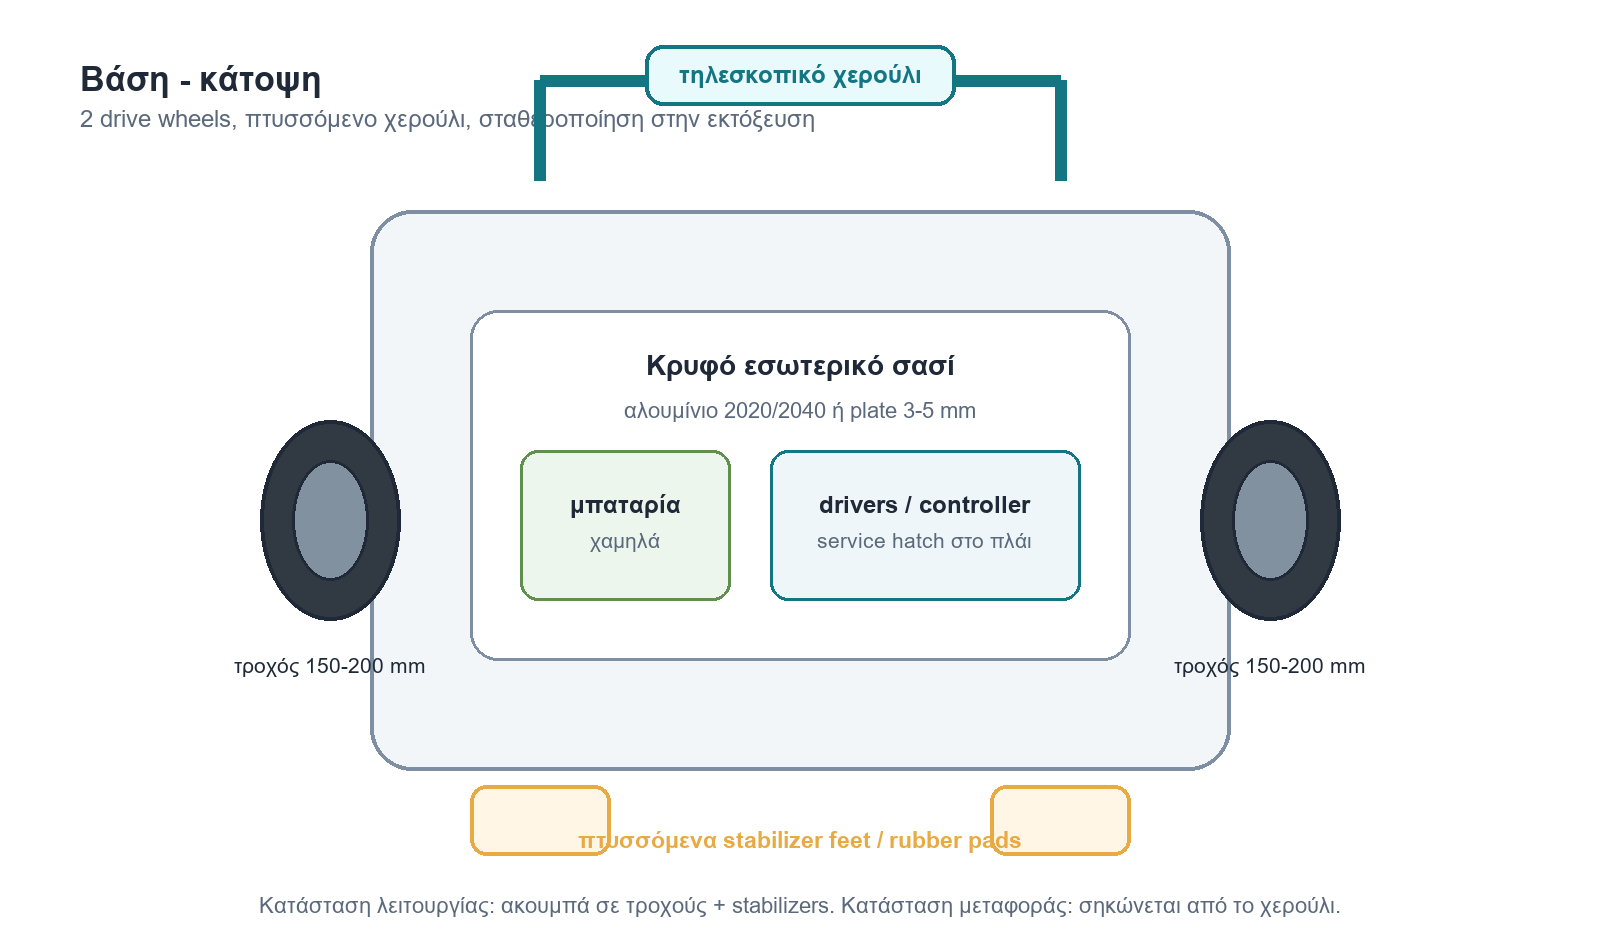 τηλεσκοπικό χερούλι
Βάση - κάτοψη
2 drive wheels, πτυσσόμενο χερούλι, σταθεροποίηση στην εκτόξευση
Κρυφό εσωτερικό σασί
αλουμίνιο 2020/2040 ή plate 3-5 mm
μπαταρία
χαμηλά
drivers / controller
service hatch στο πλάι
τροχός 150-200 mm
τροχός 150-200 mm
πτυσσόμενα stabilizer feet / rubber pads
Κατάσταση λειτουργίας: ακουμπά σε τροχούς + stabilizers. Κατάσταση μεταφοράς: σηκώνεται από το χερούλι.